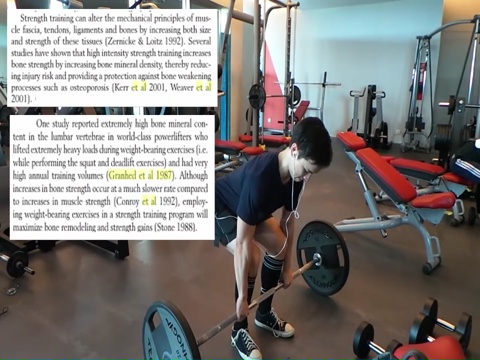 Strength training can alter the mechanical principles of mus-
cle fascia, tendons, ligaments and bones by increasing both size
and strength of these tissues (Zernicke & Loitz 1992). Several
studies have shown that high intensity strength training increases
bone strength by increasing bone mineral density, thereby reduc-
ing injury risk and providing a protection against bone weakening
processes such as osteoporosis (Kerr et al 2001, Weaver et al
2001).
One study reported extremely high bone mineral con-
tent in the lumbar vertebrae in world-class powerlifters who
lifted extremely heavy loads during weight-bearing exercises (i.e.
while performing the squat and deadlift exercises) and had very
high annual training volumes (Granhed et al 1987). Although
increases in bone strength occur at a much slower rate compared
to increases in muscle strength (Conroy et al 1992), employ-
ing weight-bearing exercises in a strength training program will
maximize bone remodeling and strength gains (Stone 1988).